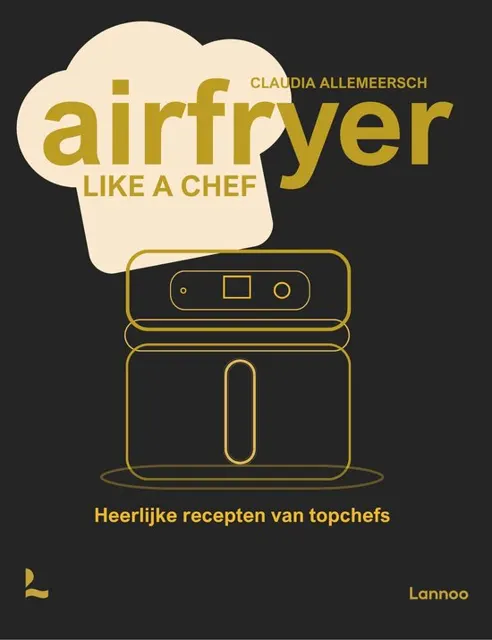 CLAUDIA ALLEMEERSCH
airfryer
LIKE A CHEF
Heerlijke recepten van topchefs
Lannoo